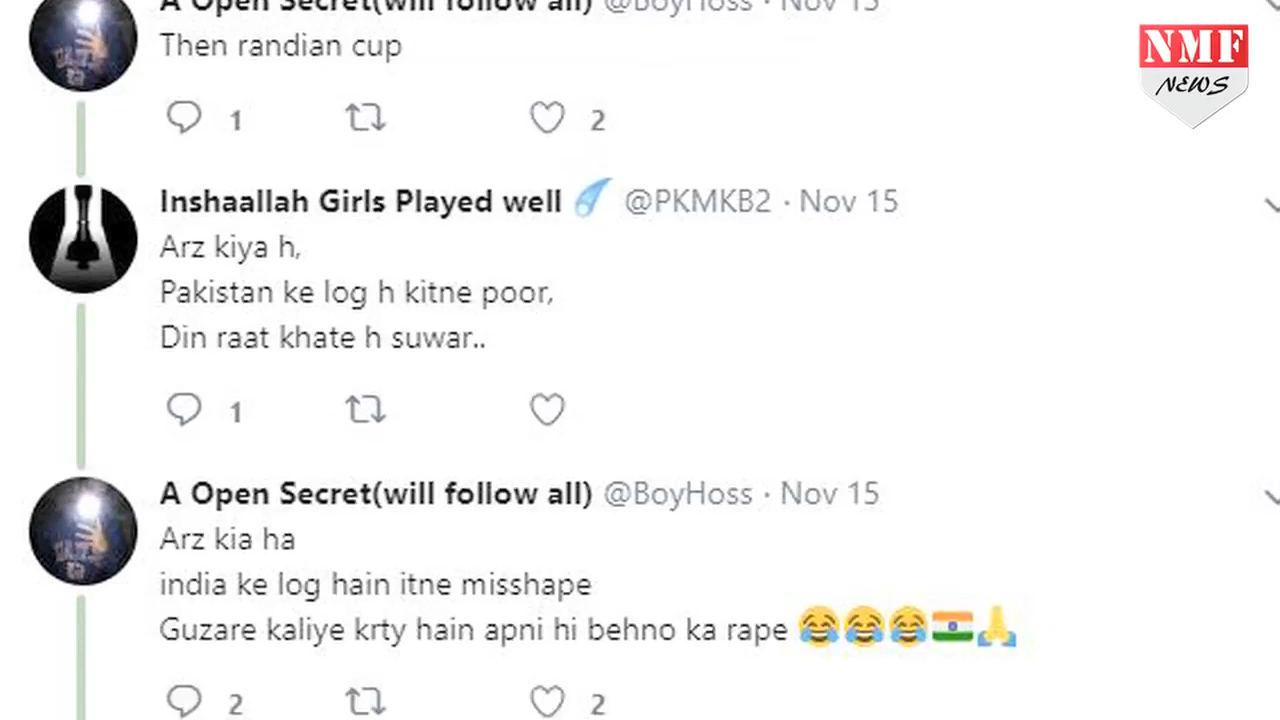 A Open Secret(will follow all) @BoyHoss · Nov 15
Then randian cup
1 2
NMF
NEWS
Inshaallah Girls Played well @PKMKB2 · Nov 15
Arz kiya h,
Pakistan ke log h kitne poor,
Din raat khate h suwar..
1
A Open Secret(will follow all) @BoyHoss · Nov 15
Arz kia ha
india ke log hain itne misshape
Guzare kaliye krty hain apni hi behno ka rape 😂😂😂🇮🇳🙏
2 2